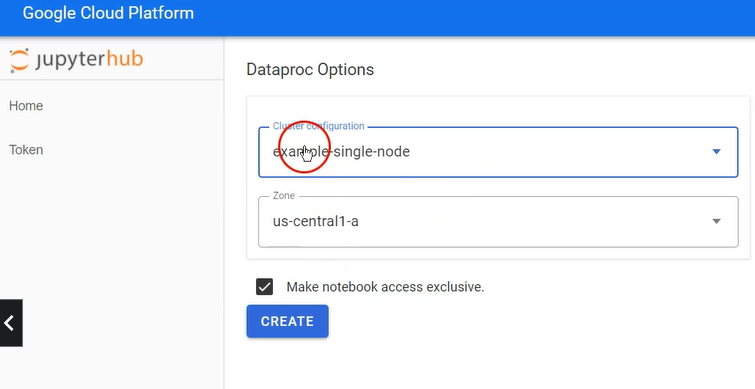 Google Cloud Platform
jupyterhub
Home
Token
Dataproc Options
Cluster configuration
example-single-node
Zone
us-central1-a
Make notebook access exclusive.
CREATE